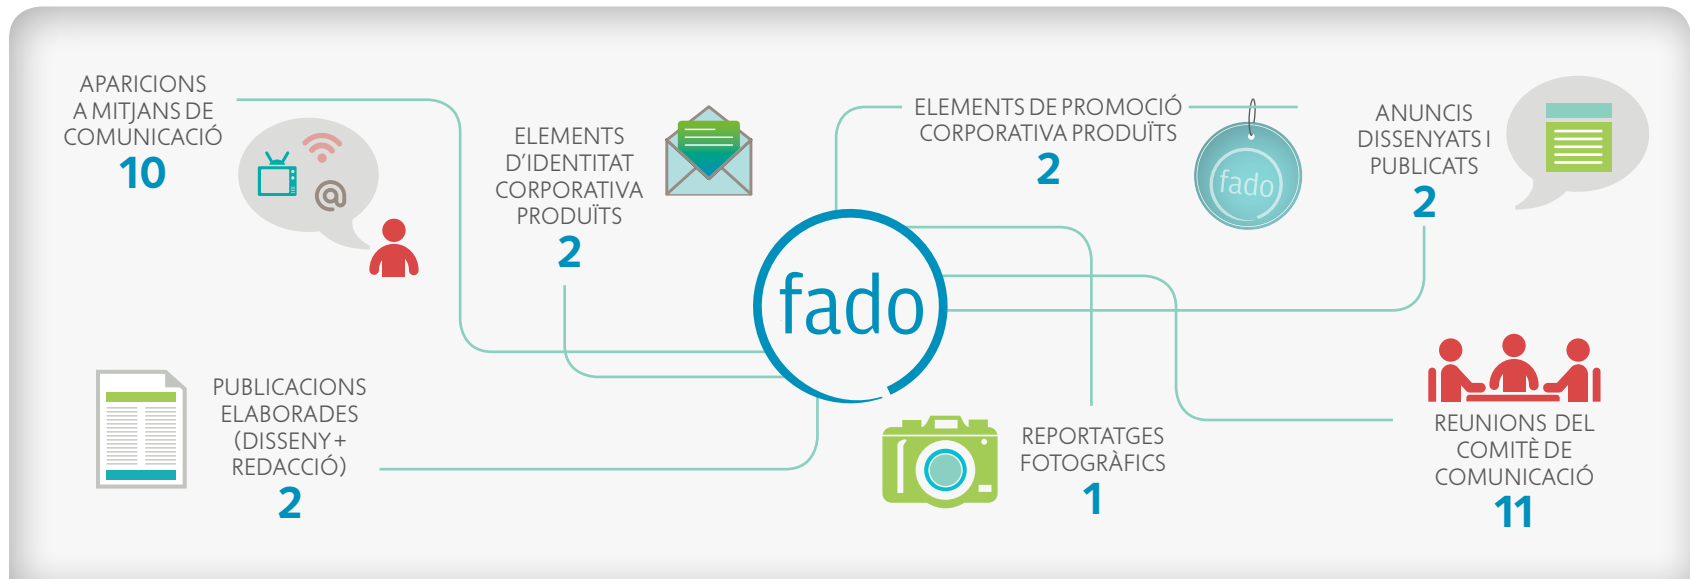 APARICIONS
A MITJANS DE
COMUNICACIÓ
10
ELEMENTS
D'IDENTITAT
CORPORATIVA
PRODUÏTS
2
ELEMENTS DE PROMOCIÓ
CORPORATIVA PRODUÏTS
2
fado
ANUNCIS
DISSENYATS I
PUBLICATS
2
fado
PUBLICACIONS
ELABORADES
(DISSENY +
REDACCIÓ)
2
REPORTATGES
FOTOGRÀFICS
1
REUNIONS DEL
COMITÈ DE
COMUNICACIÓ
11